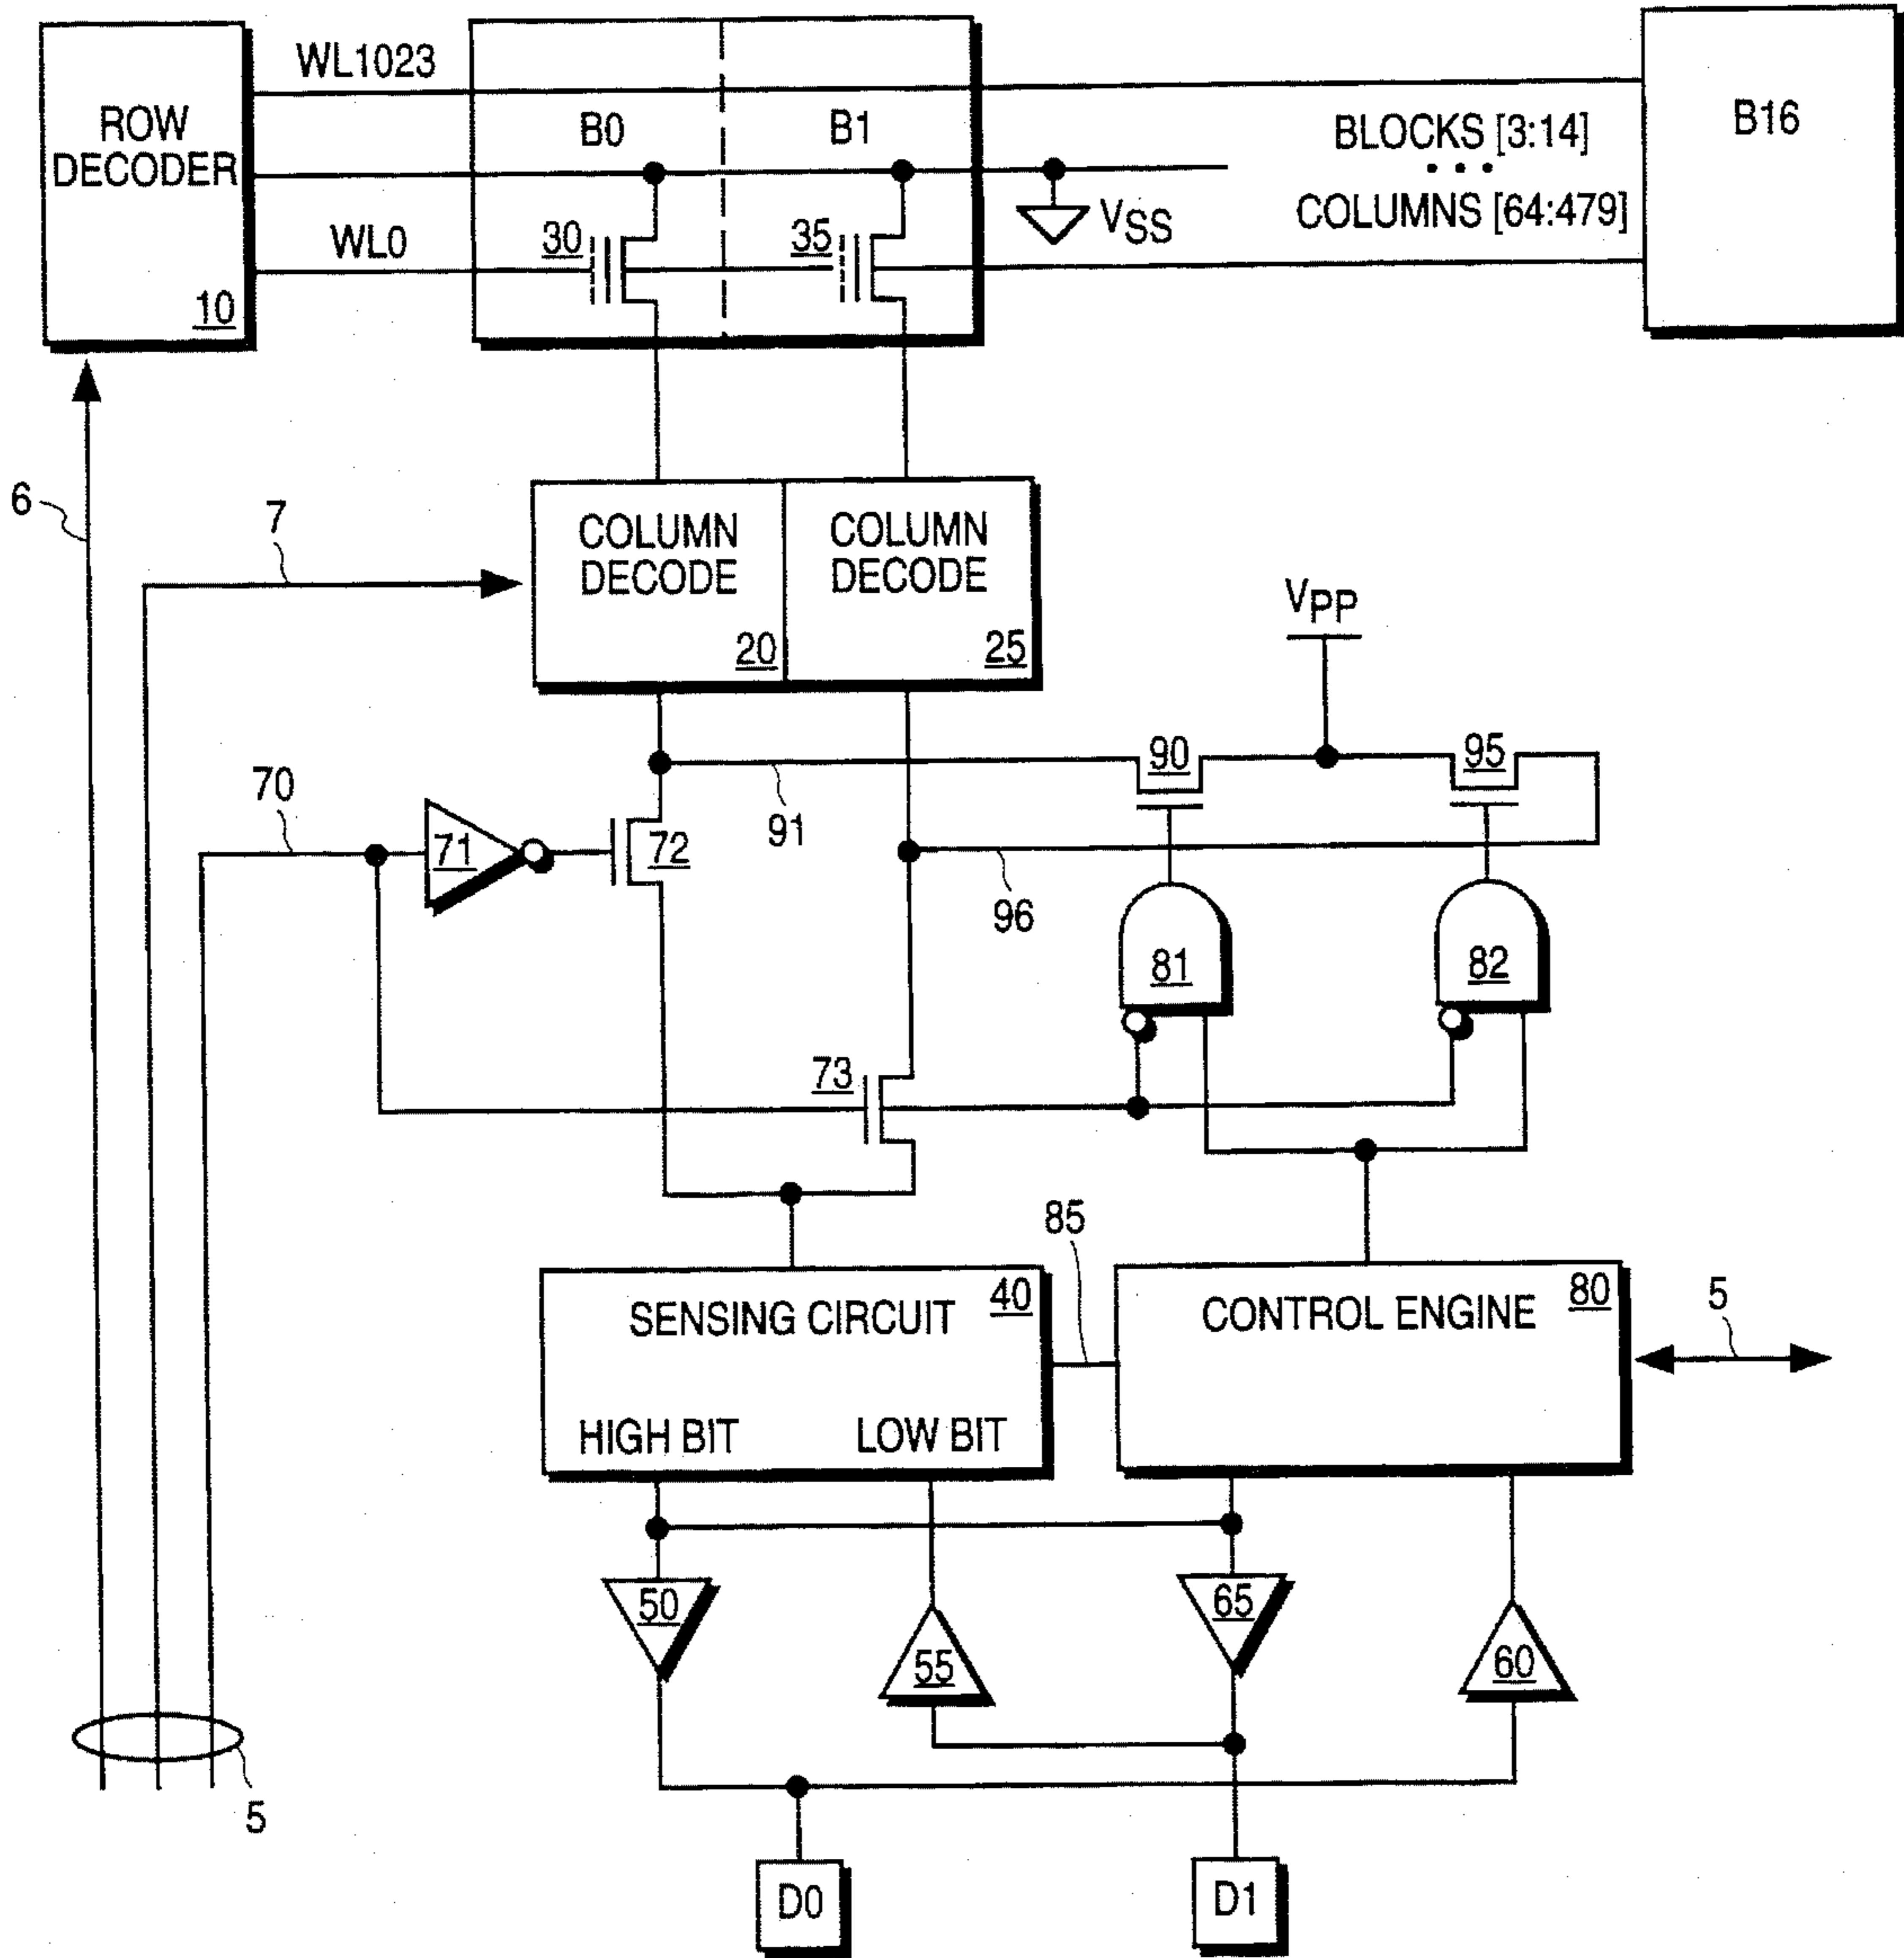 WL1023
ROW
DECODER
10
WL0
B0
B1
30
35
VSS
BLOCKS [3:14]
• • •
COLUMNS [64:479]
B16
6
7
COLUMN
DECODE
20
COLUMN
DECODE
25
VPP
90
95
70
71
72
91
96
81
82
73
85
SENSING CIRCUIT
40
HIGH BIT
LOW BIT
CONTROL ENGINE
80
5
50
55
65
60
5
D0
D1